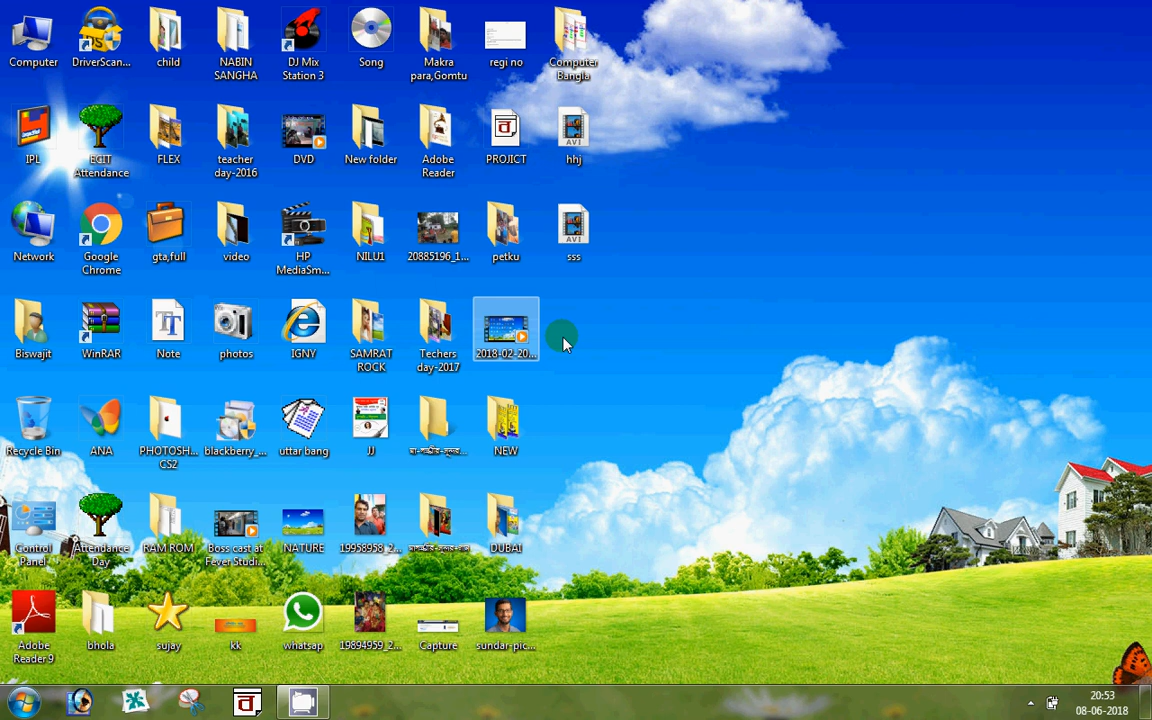 Computer
DriverScan...
child
NABIN
SANGHA
DJ Mix
Station 3
Song
Makra
para,Gomtu
regi no
Computer
Bangla
IPL
ECIT
Attendance
FLEX
teacher
day-2016
DVD
New folder
Adobe
Reader
PROJICT
AVI
hhj
Network
Google
Chrome
gta,full
video
HP
MediaSm...
NILU1
20885196_1...
petku
AVI
sss
Biswajit
WinRAR
Note
photos
IGNY
SAMRAT
ROCK
Techers
day-2017
2018-02-20...
Recycle Bin
ANA
PHOTOSH...
CS2
blackberry_...
uttar bang
JJ
NEW
Control
Panel
Attendance
Day
RAM ROM
Boss cast at
Fever Studi...
NATURE
19958958_2...
DUBAI
Adobe
Reader 9
bhola
sujay
kk
whatsap
19894959_2...
Capture
sundar-pic...
20:53
08-06-2018